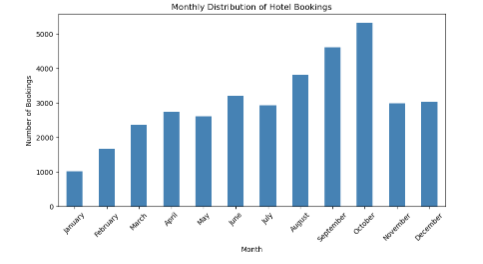 Monthly Distribution of Hotel Bookings
Number of Bookings
5000
4000
3000
2000
1000
0
January
February
March
April
May
June
July
August
September
October
November
December
Month